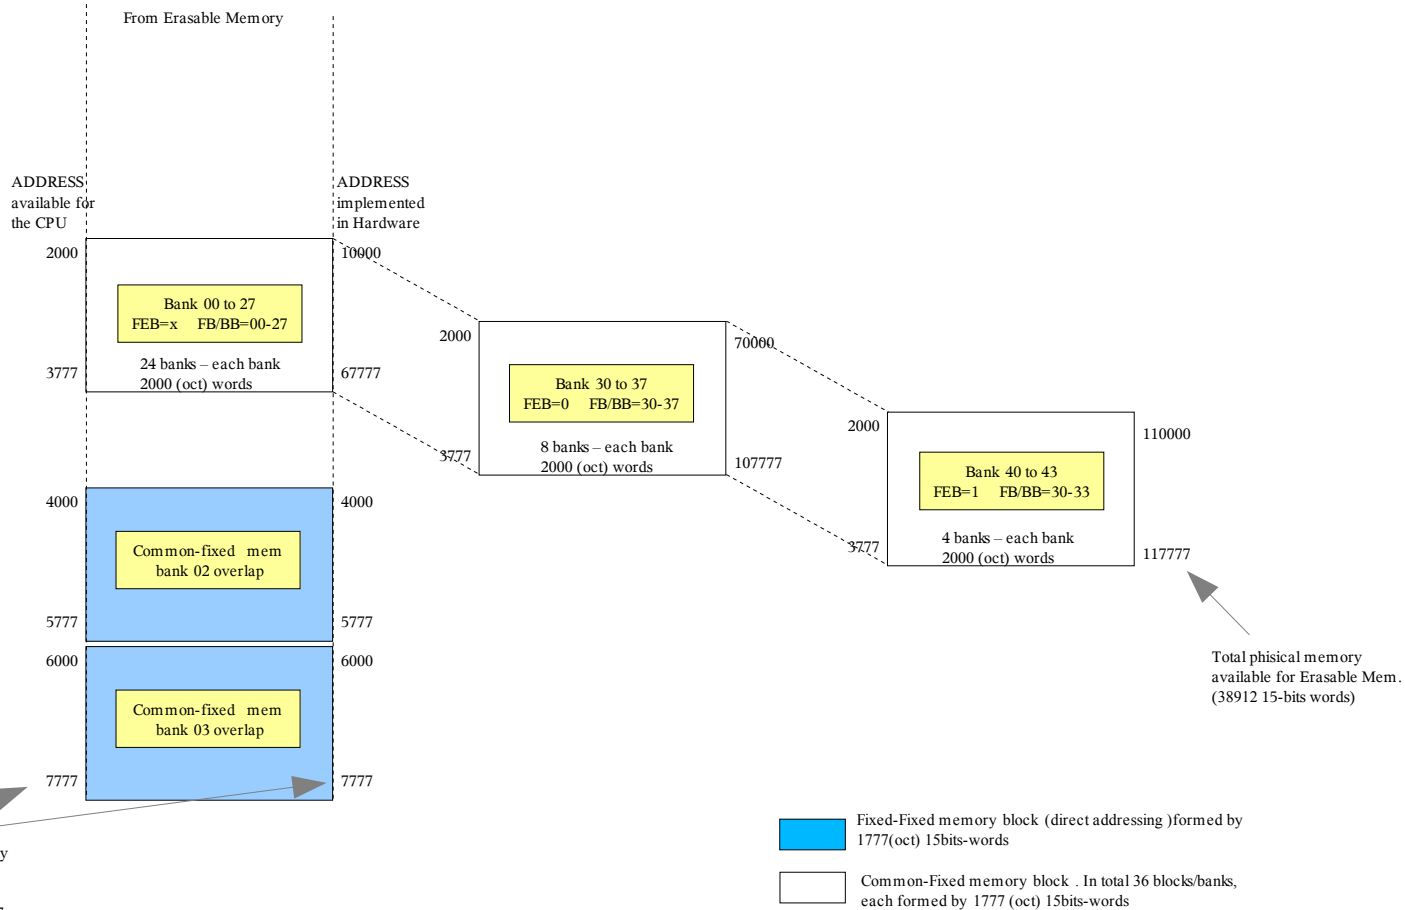 From Erasable Memory
ADDRESS
available for
the CPU
ADDRESS
implemented
in Hardware
2000
10000
Bank 00 to 27
FEB=x FB/BB=00-27
24 banks – each bank
2000 (oct) words
3777
67777
2000
70000
Bank 30 to 37
FEB=0 FB/BB=30-37
8 banks – each bank
2000 (oct) words
3777
107777
2000
110000
Bank 40 to 43
FEB=1 FB/BB=30-33
4 banks – each bank
2000 (oct) words
3777
117777
4000
4000
Common-fixed mem
bank 02 overlap
5777
5777
6000
6000
Common-fixed mem
bank 03 overlap
7777
7777
Total phisical memory
available for Erasable Mem.
(38912 15-bits words)
y
Fixed-Fixed memory block (direct addressing )formed by
1777(oct) 15bits-words
Common-Fixed memory block . In total 36 blocks/banks,
each formed by 1777 (oct) 15bits-words